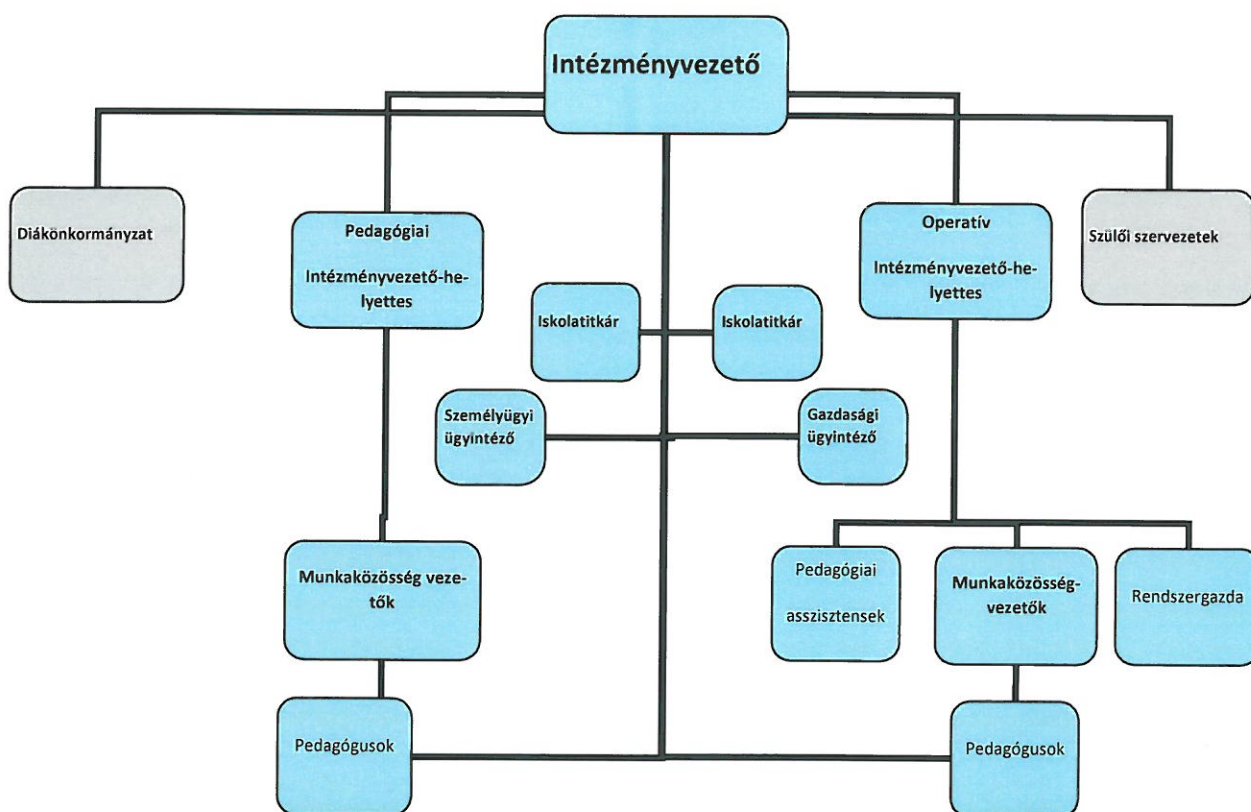 Intézményvezető
Diákönkormányzat
Pedagógiai
Intézményvezető-he-
lyettes
Operatív
Intézményvezető-he-
lyettes
Szülői szervezetek
Iskolatitkár
Iskolatitkár
Személyügyi
ügyintéző
Gazdasági
ügyintéző
Munkaközösség veze-
tők
Pedagógiai
asszisztensek
Munkaközösség-
vezetők
Rendszergazda
Pedagógusok
Pedagógusok